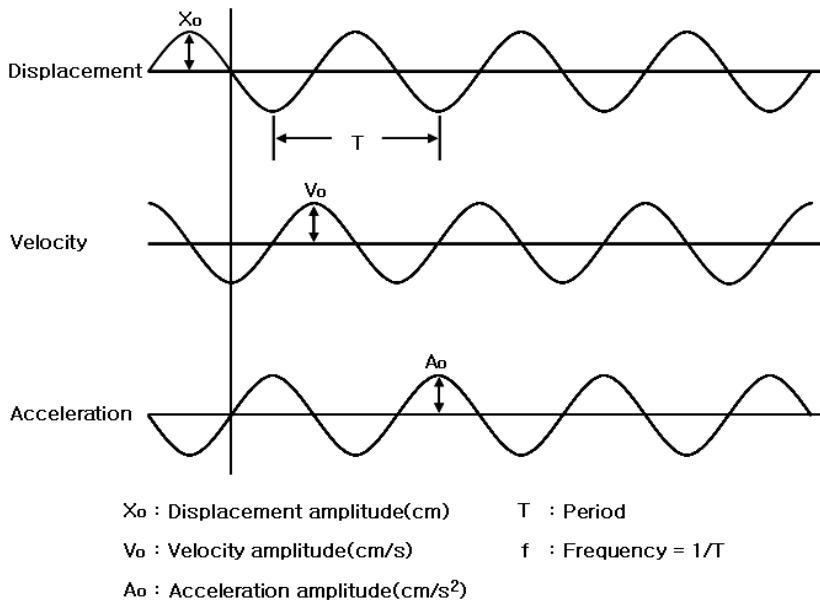 Xo
Displacement
T
Vo
Velocity
Ao
Acceleration
Xo : Displacement amplitude(cm) T : Period
Vo : Velocity amplitude(cm/s) f : Frequency = 1/T
Ao : Acceleration amplitude(cm/s²)